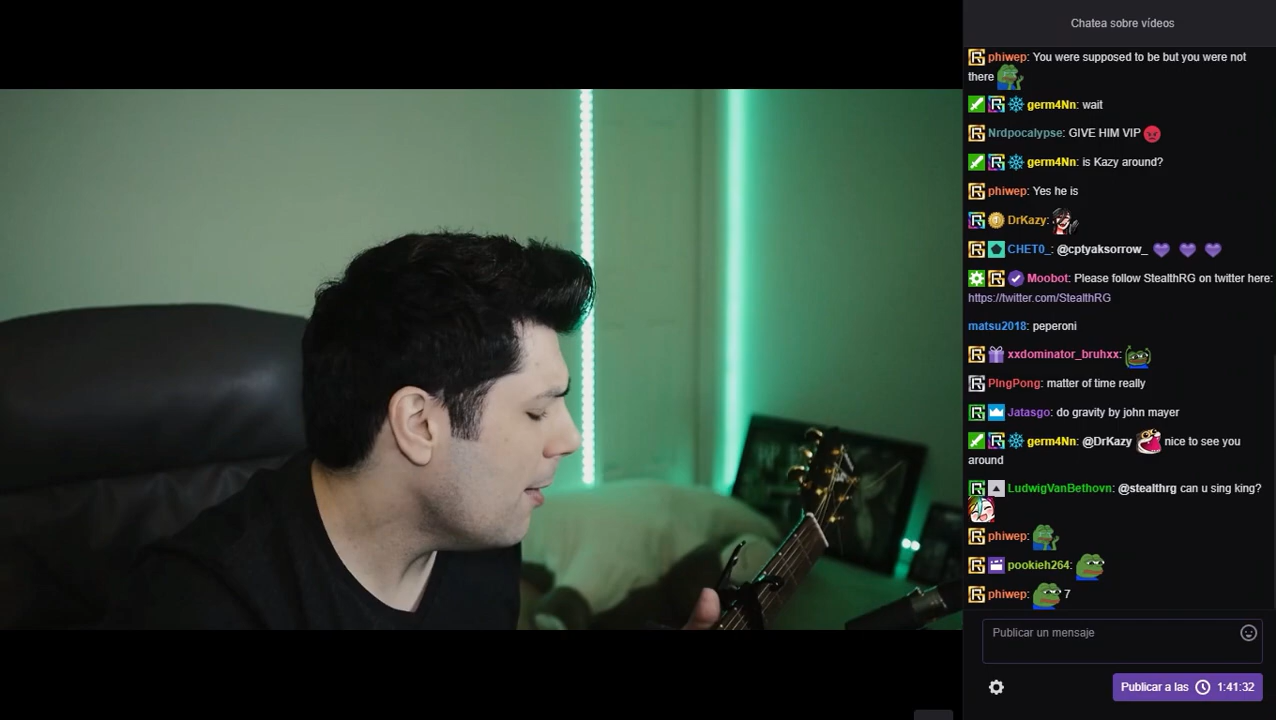 Chatea sobre vídeos
phiwep: You were supposed to be but you were not
there
germ4Nn: wait
Nrdpocalypse: GIVE HIM VIP
germ4Nn: is Kazy around?
phiwep: Yes he is
DrKazy:
CHET0_: @cptyaksorrow_
Moobot: Please follow StealthRG on twitter here:
https://twitter.com/StealthRG
matsu2018: peperoni
xxdominator_bruhxx:
PIngPong: matter of time really
Jatasgo: do gravity by john mayer
germ4Nn: @DrKazy nice to see you
around
LudwigVanBethovn: @stealthrg can u sing king?
phiwep:
pookieh264:
phiwep: 7
Publicar un mensaje
Publicar a las 1:41:32